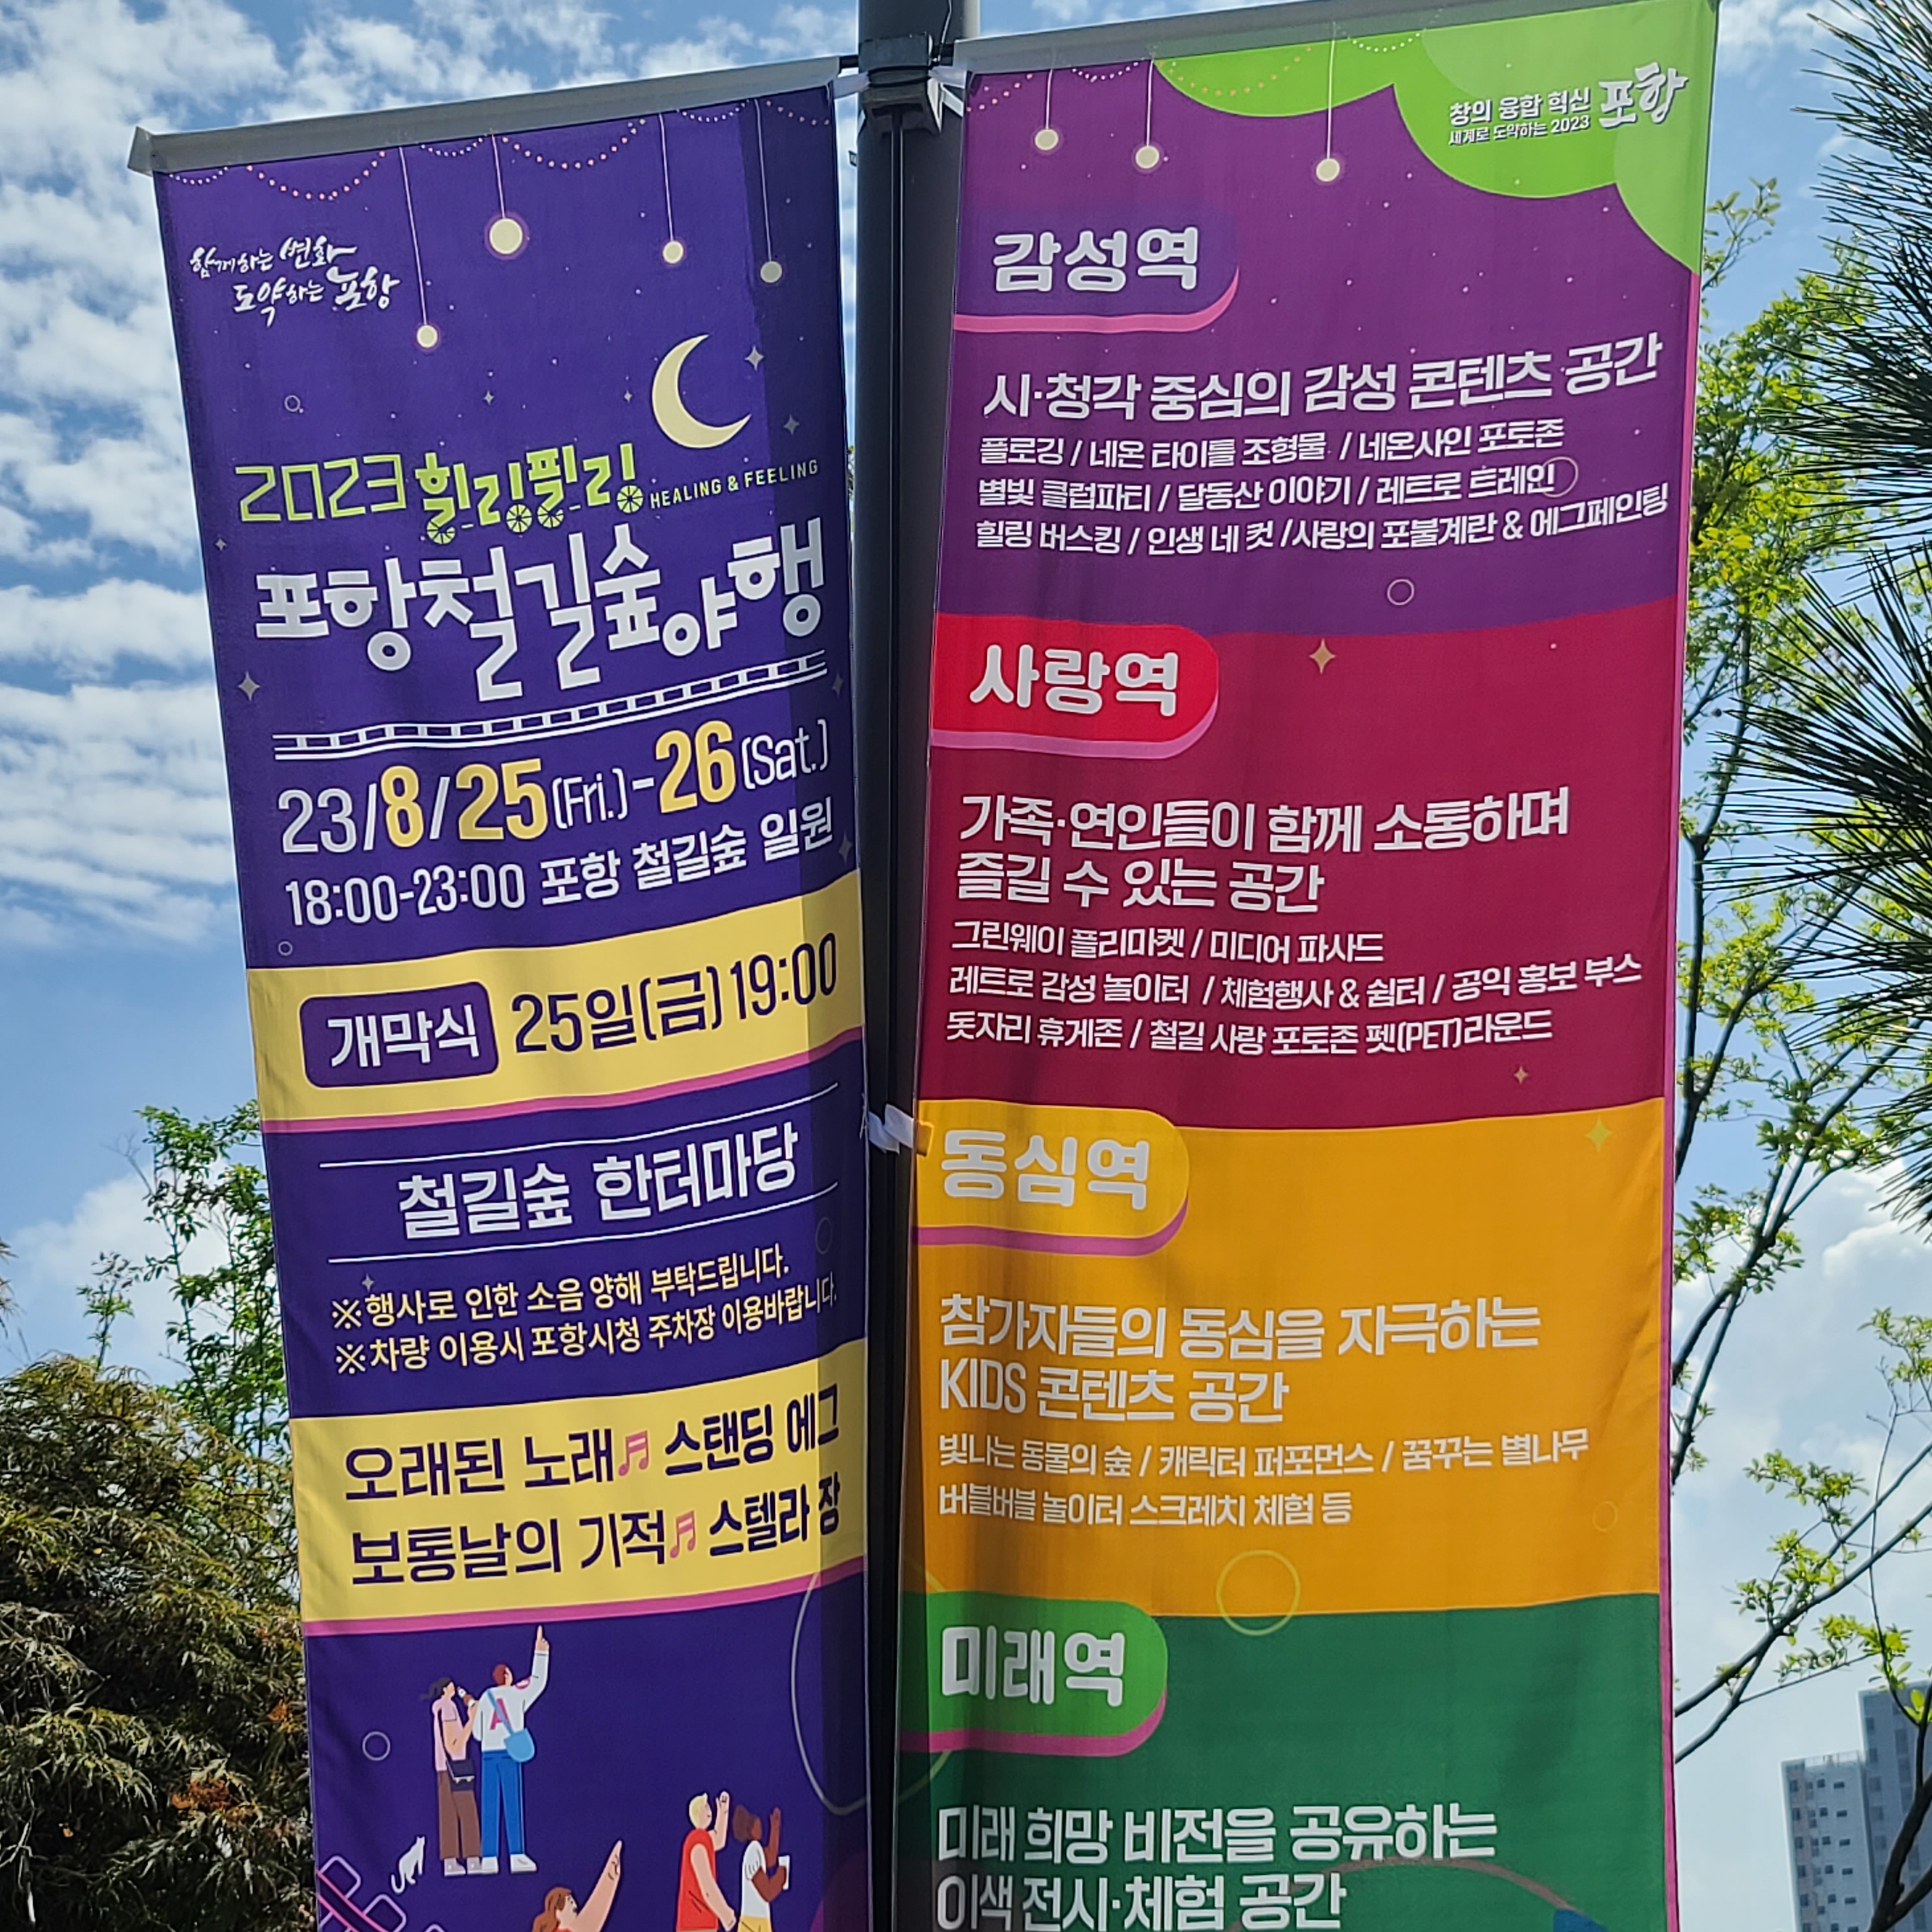 함께하는 변화
도약하는 포항
2023 힐링필링 HEALING & FEELING
포항철길숲야행
23/8/25(Fri.)-26(Sat.)
18:00-23:00 포항 철길숲 일원
개막식 25일(금) 19:00
철길숲 한터마당
※행사로 인한 소음 양해 부탁드립니다.
※차량 이용시 포항시청 주차장 이용바랍니다.
오래된 노래♬ 스탠딩 에그
보통날의 기적♬ 스텔라 장
창의 융합 혁신 포항
세계로 도약하는 2023
감성역
시·청각 중심의 감성 콘텐츠 공간
플로깅 / 네온 타이틀 조형물 / 네온사인 포토존
별빛 클럽파티 / 달동산 이야기 / 레트로 트레인
힐링 버스킹 / 인생 네 컷 /사랑의 포불계란 & 에그페인팅
사랑역
가족·연인들이 함께 소통하며
즐길 수 있는 공간
그린웨이 플리마켓 / 미디어 파사드
레트로 감성 놀이터 / 체험행사 & 쉼터 / 공익 홍보 부스
돗자리 휴게존 / 철길 사랑 포토존 펫(PET)라운드
동심역
참가자들의 동심을 자극하는
KIDS 콘텐츠 공간
빛나는 동물의 숲 / 캐릭터 퍼포먼스 / 꿈꾸는 별나무
버블버블 놀이터 스크레치 체험 등
미래역
미래 희망 비전을 공유하는
이색 전시·체험 공간